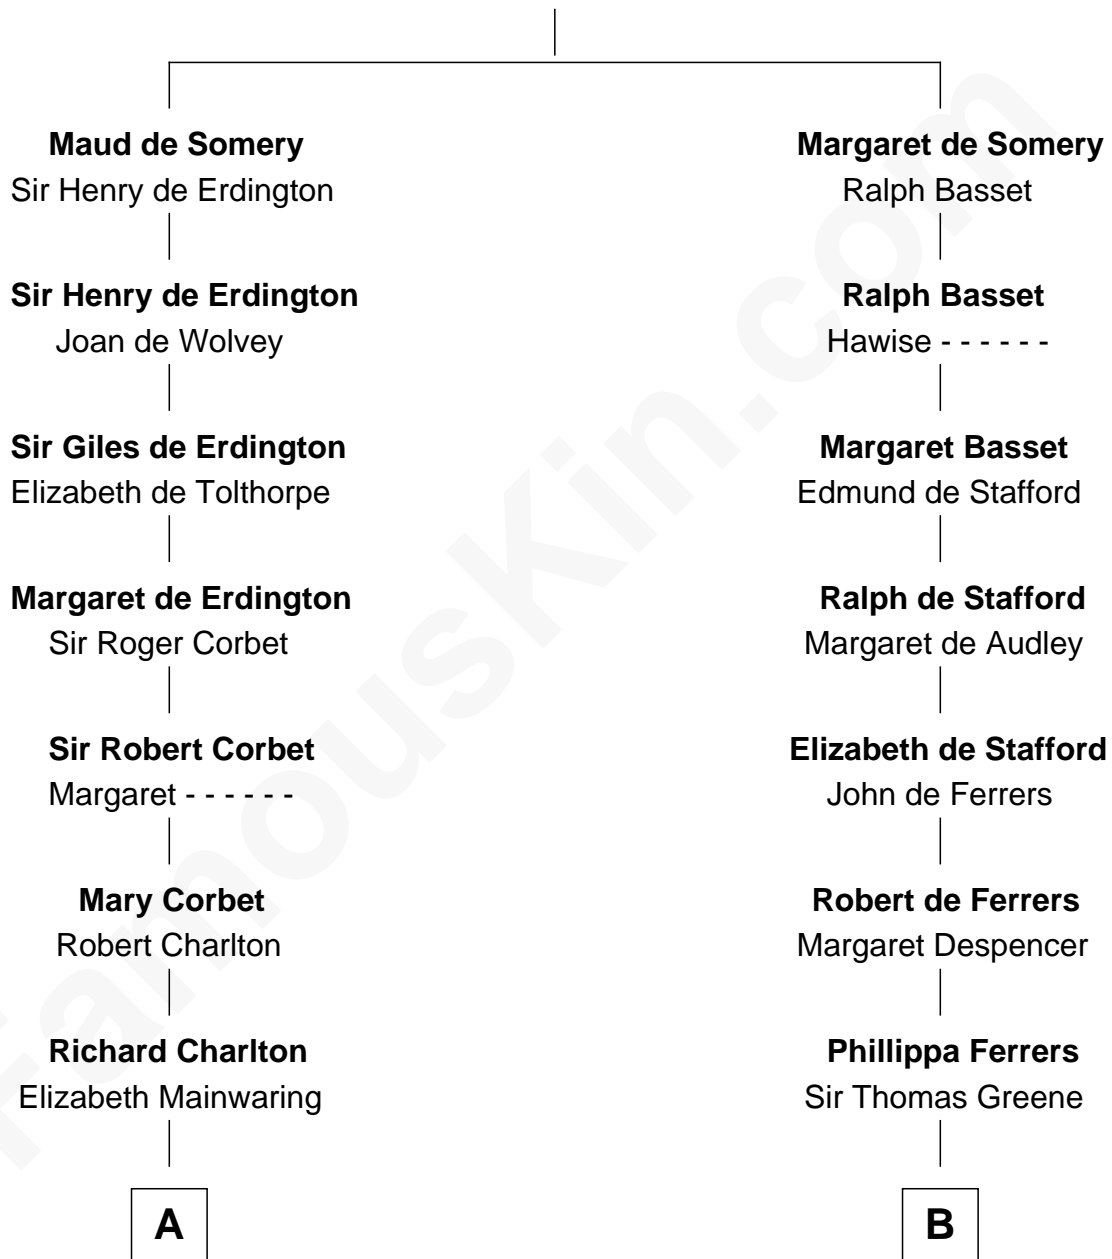 Maud de Somery
Sir Henry de Erdington
Sir Henry de Erdington
Joan de Wolvey
Sir Giles de Erdington
Elizabeth de Tolthorpe
Margaret de Erdington
Sir Roger Corbet
Sir Robert Corbet
Margaret - - - - - -
Mary Corbet
Robert Charlton
Richard Charlton
Elizabeth Mainwaring
A
Margaret de Somery
Ralph Basset
Ralph Basset
Hawise - - - - - -
Margaret Basset
Edmund de Stafford
Ralph de Stafford
Margaret de Audley
Elizabeth de Stafford
John de Ferrers
Robert de Ferrers
Margaret Despencer
Phillippa Ferrers
Sir Thomas Greene
B
FamousKin.com